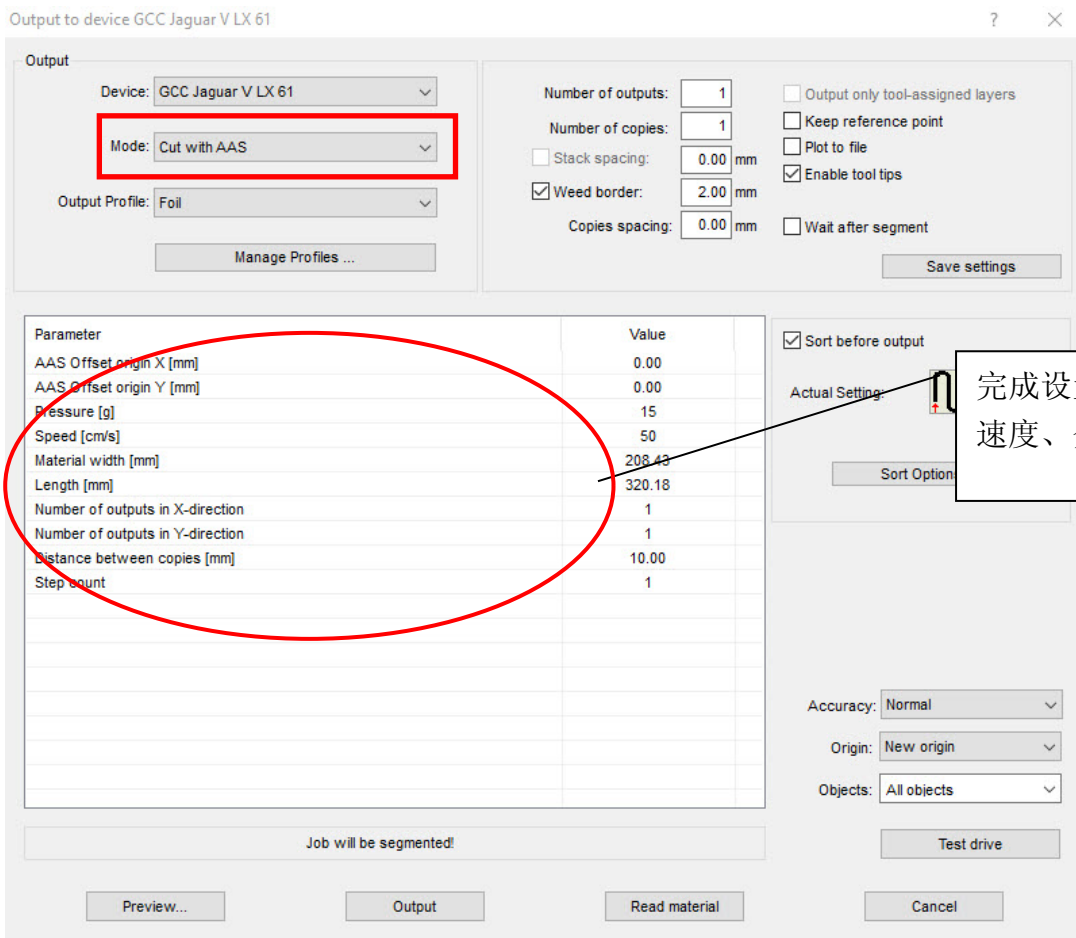 Output to device GCC Jaguar V LX 61
Output
Device: GCC Jaguar V LX 61
Mode: Cut with AAS
Output Profile: Foil
Manage Profiles ...
Number of outputs: 1
Number of copies: 1
Stack spacing: 0.00 mm
Weed border: 2.00 mm
Copies spacing: 0.00 mm
Output only tool-assigned layers
Keep reference point
Plot to file
Enable tool tips
Wait after segment
Save settings
Parameter Value
AAS Offset origin X [mm] 0.00
AAS Offset origin Y [mm] 0.00
Pressure [g] 15
Speed [cm/s] 50
Material width [mm] 208.43
Length [mm] 320.18
Number of outputs in X-direction 1
Number of outputs in Y-direction 1
Distance between copies [mm] 10.00
Step count 1
Sort before output
Actual Setting:
Sort Option
完成设
速度、
Accuracy: Normal
Origin: New origin
Objects: All objects
Job will be segmented!
Test drive
Preview...
Output
Read material
Cancel